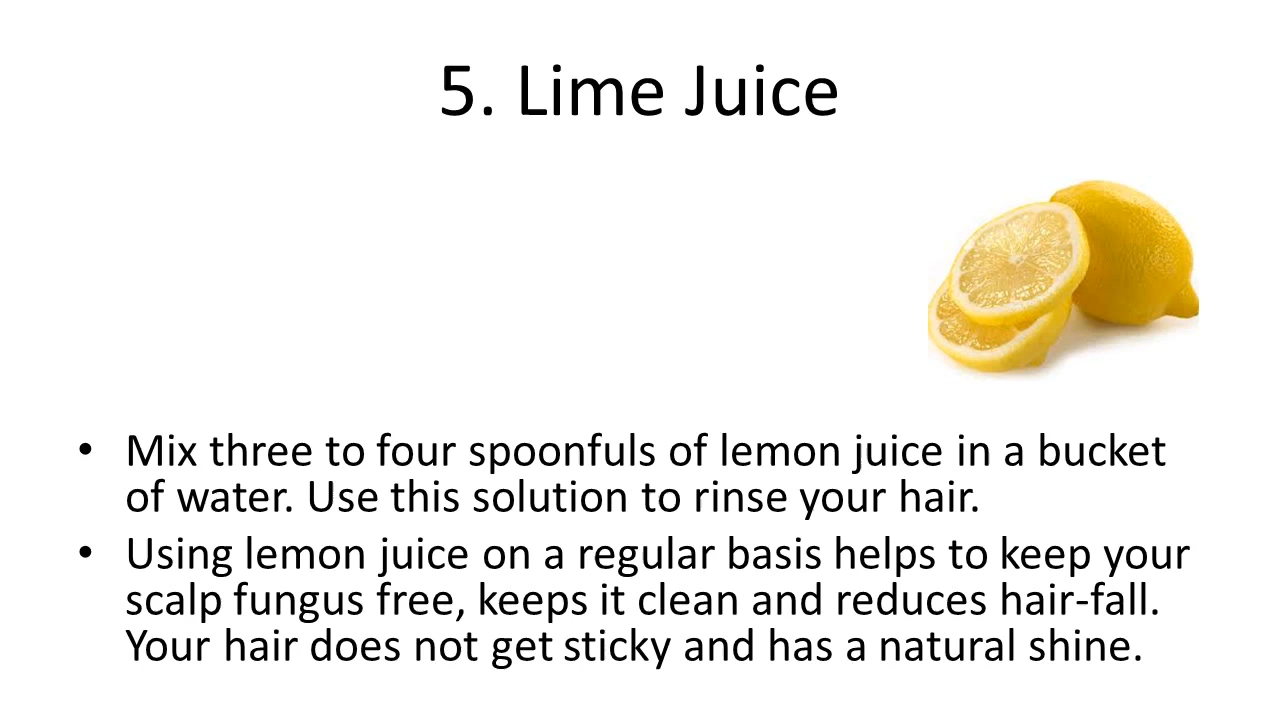 5. Lime Juice
• Mix three to four spoonfuls of lemon juice in a bucket
of water. Use this solution to rinse your hair.
• Using lemon juice on a regular basis helps to keep your
scalp fungus free, keeps it clean and reduces hair-fall.
Your hair does not get sticky and has a natural shine.